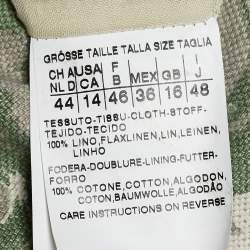 GRÖSSE TAILLE TALLA SIZE TAGLIA
CH A USA F MEX GB I
NL D CA B J
44 14 46 36 16 48
TESSUTO-TISSU-CLOTH-STOFF-
TEJIDO-TECIDO
100% LINO,FLAX,LINEN,LIN,LEINEN,
LINHO
FODERA-DOUBLURE-LINING-FUTTER-
FORRO
100% COTONE,COTTON,ALGODON,
COTON,BAUMWOLLE,ALGODÃO
CARE INSTRUCTIONS ON REVERSE